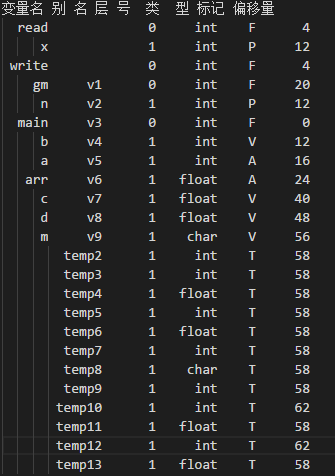 变量名 别 名 层 号 类 型 标记 偏移量
read 0 int F 4
x 1 int P 12
write 0 int F 4
gm v1 0 int F 20
n v2 1 int P 12
main v3 0 int F 0
b v4 1 int V 12
a v5 1 int A 16
arr v6 1 float A 24
c v7 1 float V 40
d v8 1 float V 48
m v9 1 char V 56
temp2 1 int T 58
temp3 1 int T 58
temp4 1 float T 58
temp5 1 int T 58
temp6 1 float T 58
temp7 1 int T 58
temp8 1 char T 58
temp9 1 int T 58
temp10 1 int T 62
temp11 1 float T 58
temp12 1 int T 62
temp13 1 float T 58